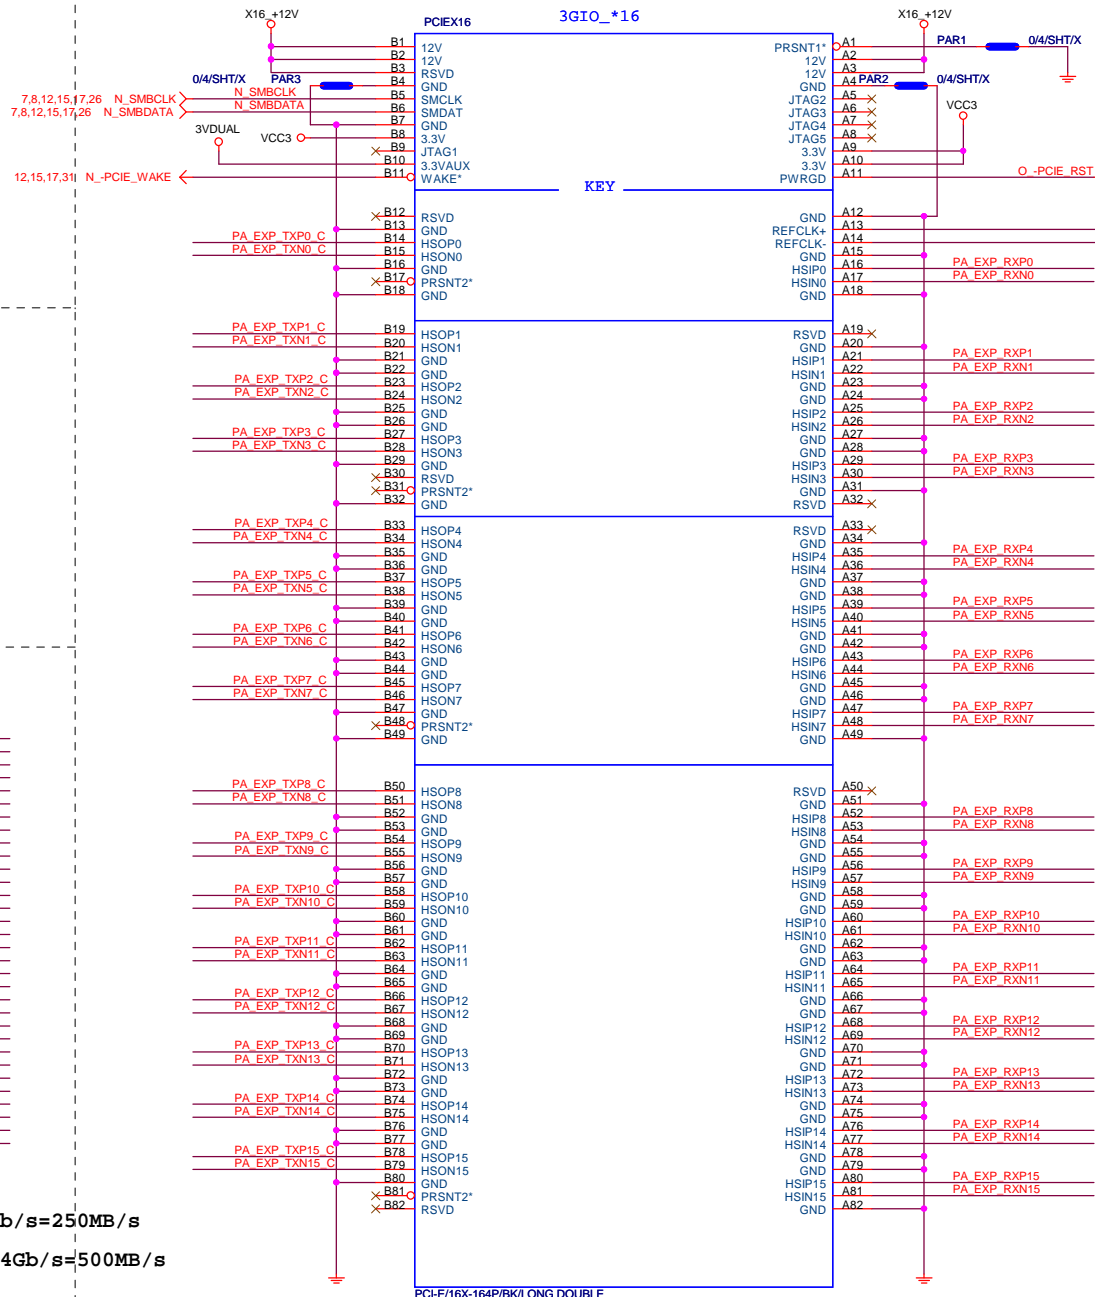 X16_+12V
PCIEX16
3GIO_*16
X16_+12V
B1 12V PRSNT1* A1 PAR1 0/4/SHT/X
B2 12V 12V A2
B3 RSVD 12V A3
0/4/SHT/X PAR3 B4 GND GND A4 PAR2 0/4/SHT/X
7,8,12,15,17,26 N_SMBCLK N_SMBCLK B5 SMCLK JTAG2 A5
7,8,12,15,17,26 N_SMBDATA N_SMBDATA B6 SMDAT JTAG3 A6 VCC3
3VDUAL B7 GND JTAG4 A7
VCC3 B8 3.3V JTAG5 A8
B9 JTAG1 3.3V A9
B10 3.3VAUX 3.3V A10
12,15,17,31 N_-PCIE_WAKE B11 WAKE* PWRGD A11 O_-PCIE_RST
KEY
B12 RSVD GND A12
B13 GND REFCLK+ A13
PA_EXP_TXP0_C B14 HSOP0 REFCLK- A14
PA_EXP_TXN0_C B15 HSON0 GND A15
B16 GND HSIP0 A16 PA_EXP_RXP0
B17 PRSNT2* HSIN0 A17 PA_EXP_RXN0
B18 GND GND A18
PA_EXP_TXP1_C B19 HSOP1 RSVD A19
PA_EXP_TXN1_C B20 HSON1 GND A20
B21 GND HSIP1 A21 PA_EXP_RXP1
B22 GND HSIN1 A22 PA_EXP_RXN1
PA_EXP_TXP2_C B23 HSOP2 GND A23
PA_EXP_TXN2_C B24 HSON2 GND A24
B25 GND HSIP2 A25 PA_EXP_RXP2
B26 GND HSIN2 A26 PA_EXP_RXN2
PA_EXP_TXP3_C B27 HSOP3 GND A27
PA_EXP_TXN3_C B28 HSON3 GND A28
B29 GND HSIP3 A29 PA_EXP_RXP3
B30 RSVD HSIN3 A30 PA_EXP_RXN3
B31 PRSNT2* GND A31
B32 GND RSVD A32
PA_EXP_TXP4_C B33 HSOP4 RSVD A33
PA_EXP_TXN4_C B34 HSON4 GND A34
B35 GND HSIP4 A35 PA_EXP_RXP4
B36 GND HSIN4 A36 PA_EXP_RXN4
PA_EXP_TXP5_C B37 HSOP5 GND A37
PA_EXP_TXN5_C B38 HSON5 GND A38
B39 GND HSIP5 A39 PA_EXP_RXP5
B40 GND HSIN5 A40 PA_EXP_RXN5
PA_EXP_TXP6_C B41 HSOP6 GND A41
PA_EXP_TXN6_C B42 HSON6 GND A42
B43 GND HSIP6 A43 PA_EXP_RXP6
B44 GND HSIN6 A44 PA_EXP_RXN6
PA_EXP_TXP7_C B45 HSOP7 GND A45
PA_EXP_TXN7_C B46 HSON7 GND A46
B47 GND HSIP7 A47 PA_EXP_RXP7
B48 PRSNT2* HSIN7 A48 PA_EXP_RXN7
B49 GND GND A49
PA_EXP_TXP8_C B50 HSOP8 RSVD A50
PA_EXP_TXN8_C B51 HSON8 GND A51
B52 GND HSIP8 A52 PA_EXP_RXP8
B53 GND HSIN8 A53 PA_EXP_RXN8
PA_EXP_TXP9_C B54 HSOP9 GND A54
PA_EXP_TXN9_C B55 HSON9 GND A55
B56 GND HSIP9 A56 PA_EXP_RXP9
B57 GND HSIN9 A57 PA_EXP_RXN9
PA_EXP_TXP10_C B58 HSOP10 GND A58
PA_EXP_TXN10_C B59 HSON10 GND A59
B60 GND HSIP10 A60 PA_EXP_RXP10
B61 GND HSIN10 A61 PA_EXP_RXN10
PA_EXP_TXP11_C B62 HSOP11 GND A62
PA_EXP_TXN11_C B63 HSON11 GND A63
B64 GND HSIP11 A64 PA_EXP_RXP11
B65 GND HSIN11 A65 PA_EXP_RXN11
PA_EXP_TXP12_C B66 HSOP12 GND A66
PA_EXP_TXN12_C B67 HSON12 GND A67
B68 GND HSIP12 A68 PA_EXP_RXP12
B69 GND HSIN12 A69 PA_EXP_RXN12
PA_EXP_TXP13_C B70 HSOP13 GND A70
PA_EXP_TXN13_C B71 HSON13 GND A71
B72 GND HSIP13 A72 PA_EXP_RXP13
B73 GND HSIN13 A73 PA_EXP_RXN13
PA_EXP_TXP14_C B74 HSOP14 GND A74
PA_EXP_TXN14_C B75 HSON14 GND A75
B76 GND HSIP14 A76 PA_EXP_RXP14
B77 GND HSIN14 A77 PA_EXP_RXN14
PA_EXP_TXP15_C B78 HSOP15 GND A78
PA_EXP_TXN15_C B79 HSON15 GND A79
B80 GND HSIP15 A80 PA_EXP_RXP15
B81 PRSNT2* HSIN15 A81 PA_EXP_RXN15
B82 RSVD GND A82
b/s=250MB/s
4Gb/s=500MB/s
PCI-E/16X-164P/BK/LONG DOUBLE